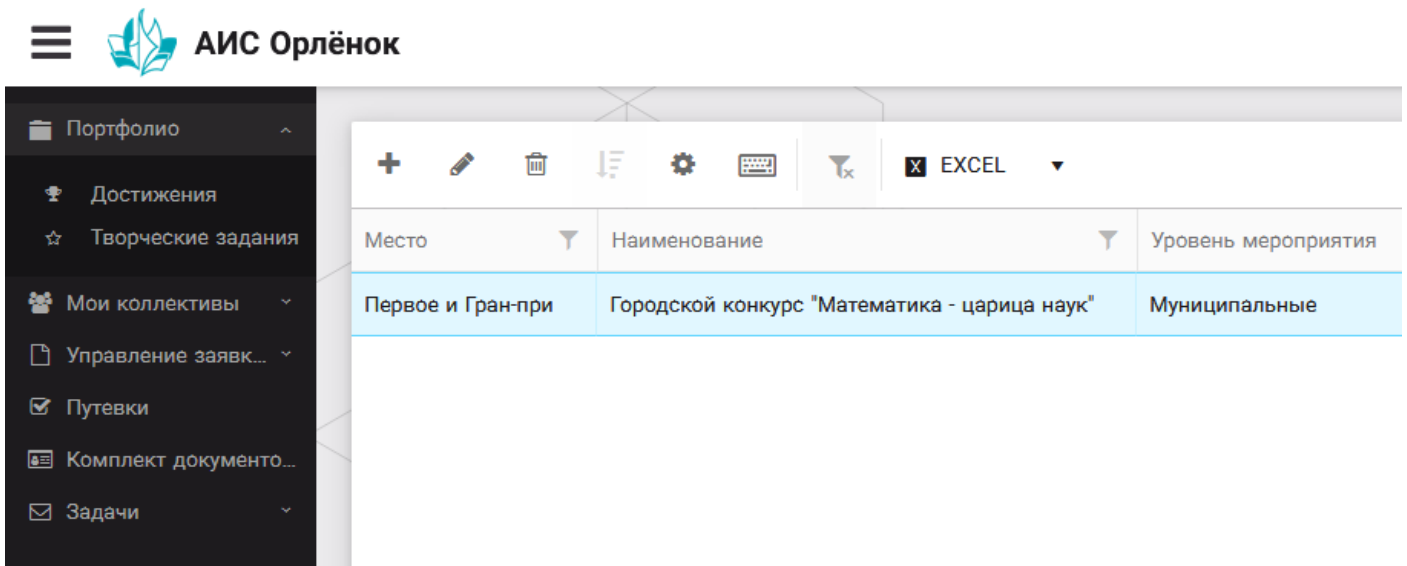 АИС Орлёнок
Портфолио
Достижения
Творческие задания
Мои коллективы
Управление заявк...
Путевки
Комплект документо...
Задачи
X EXCEL
Место Наименование Уровень мероприятия
Первое и Гран-при Городской конкурс "Математика - царица наук" Муниципальные